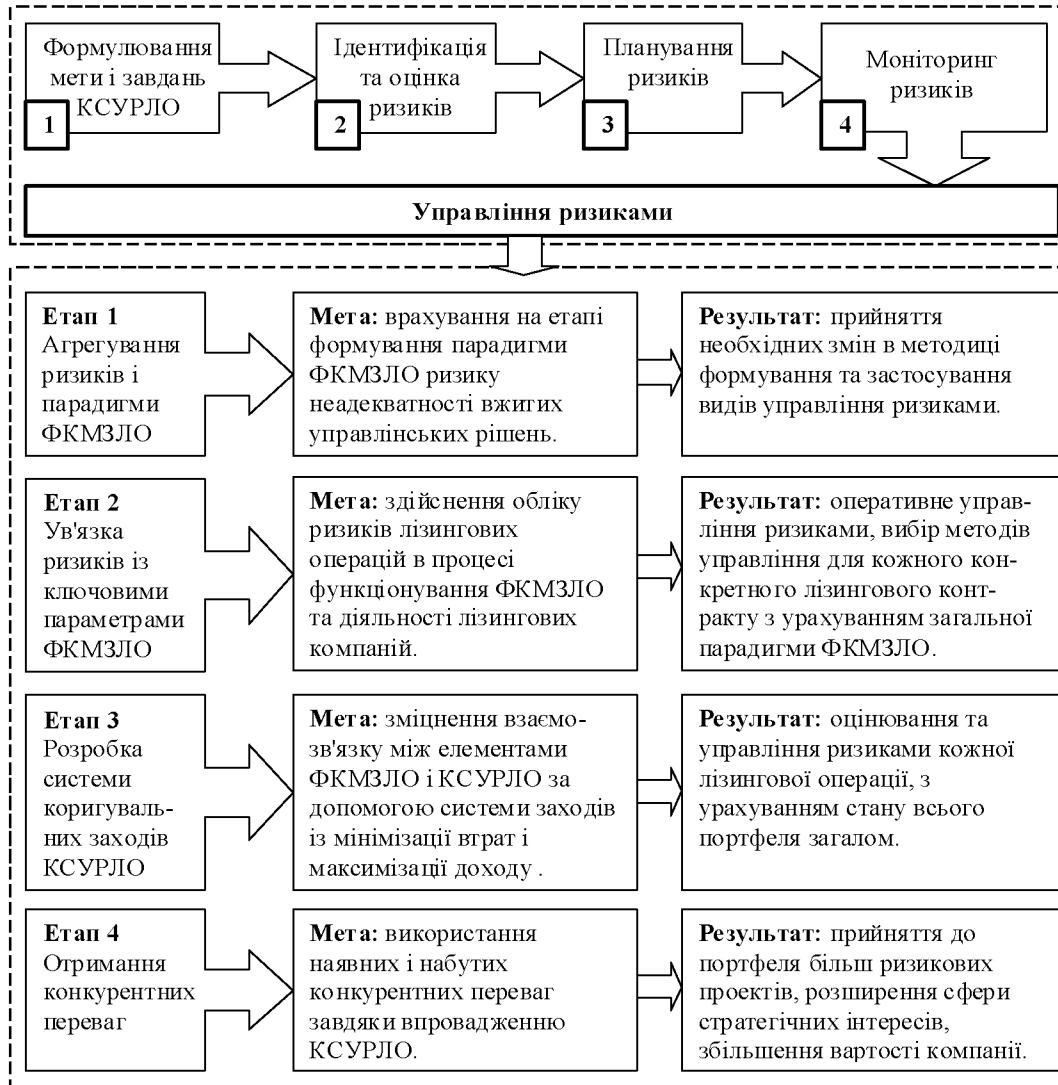 Формулювання
мети і завдань
КСУРЛО
1
Ідентифікація
та оцінка
ризиків
2
Планування
ризиків
3
Моніторинг
ризиків
4
Управління ризиками
Етап 1
Агрегування
ризиків і
парадигми
ФКМЗЛО
Мета: врахування на етапі
формування парадигми
ФКМЗЛО ризику
неадекватності вжитих
управлінських рішень.
Результат: прийняття
необхідних змін в методиці
формування та застосування
видів управління ризиками.
Етап 2
Ув'язка
ризиків із
ключовими
параметрами
ФКМЗЛО
Мета: здійснення обліку
ризиків лізингових
операцій в процесі
функціонування ФКМЗЛО
та діяльності лізингових
компаній.
Результат: оперативне управ-
ління ризиками, вибір методів
управління для кожного кон-
кретного лізингового конт-
ракту з урахуванням загальної
парадигми ФКМЗЛО.
Етап 3
Розробка
системи
коригуваль-
них заходів
КСУРЛО
Мета: зміцнення взаємо-
зв'язку між елементами
ФКМЗЛО і КСУРЛО за
допомогою системи заходів
із мінімізації втрат і
максимізації доходу .
Результат: оцінювання та
управління ризиками кожної
лізингової операції, з
урахуванням стану всього
портфеля загалом.
Етап 4
Отримання
конкурентних
переваг
Мета: використання
наявних і набутих
конкурентних переваг
завдяки впровадженню
КСУРЛО.
Результат: прийняття до
портфеля більш ризикових
проектів, розширення сфери
стратегічних інтересів,
збільшення вартості компанії.